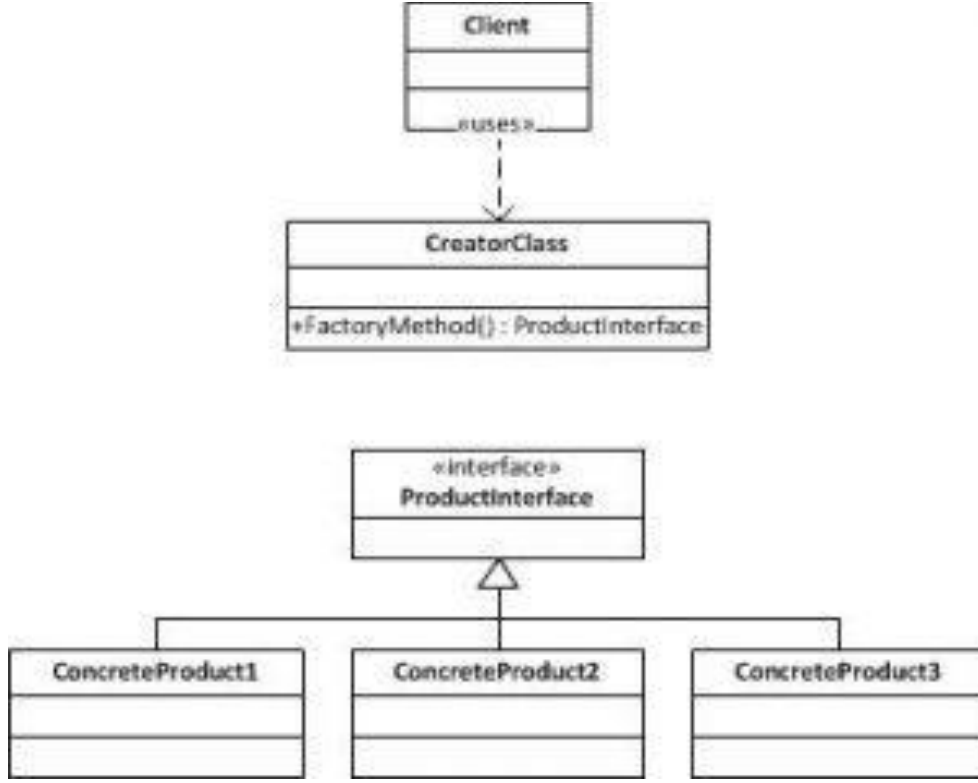 Client
«uses»
CreatorClass
+FactoryMethod() : ProductInterface
«interface»
ProductInterface
ConcreteProduct1
ConcreteProduct2
ConcreteProduct3